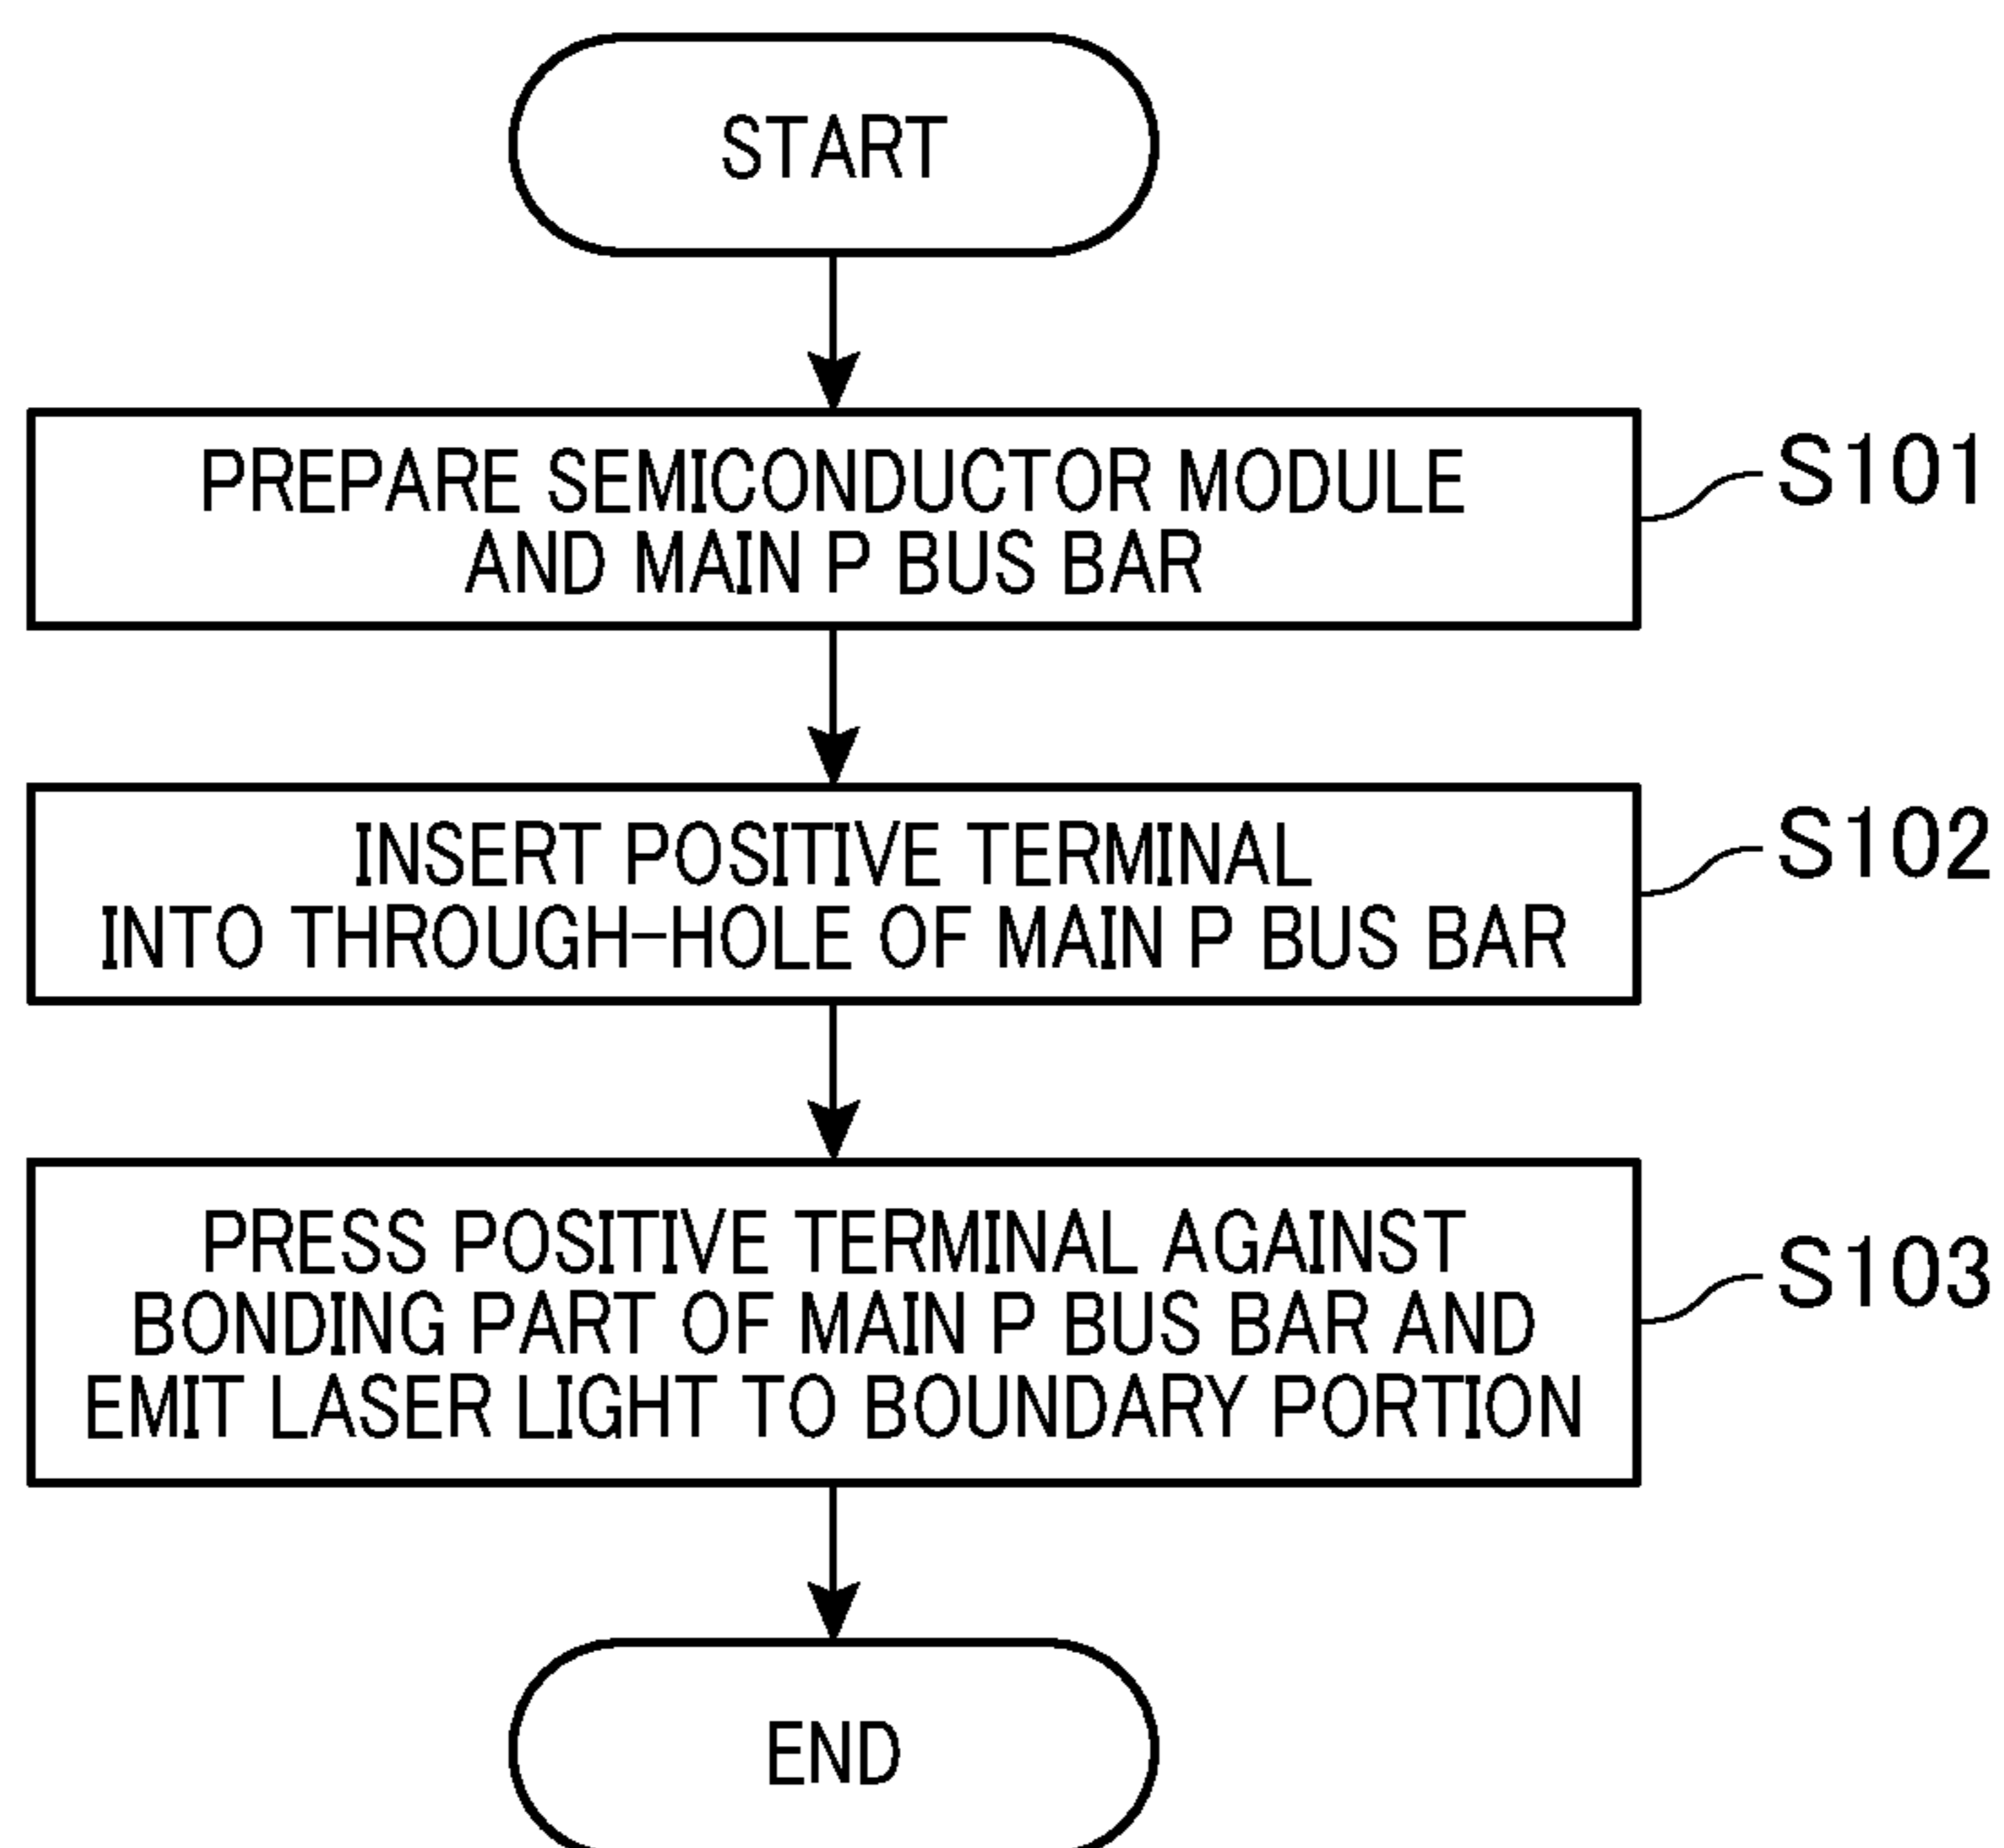 START
PREPARE SEMICONDUCTOR MODULE
AND MAIN P BUS BAR
S101
INSERT POSITIVE TERMINAL
INTO THROUGH-HOLE OF MAIN P BUS BAR
S102
PRESS POSITIVE TERMINAL AGAINST
BONDING PART OF MAIN P BUS BAR AND
EMIT LASER LIGHT TO BOUNDARY PORTION
S103
END